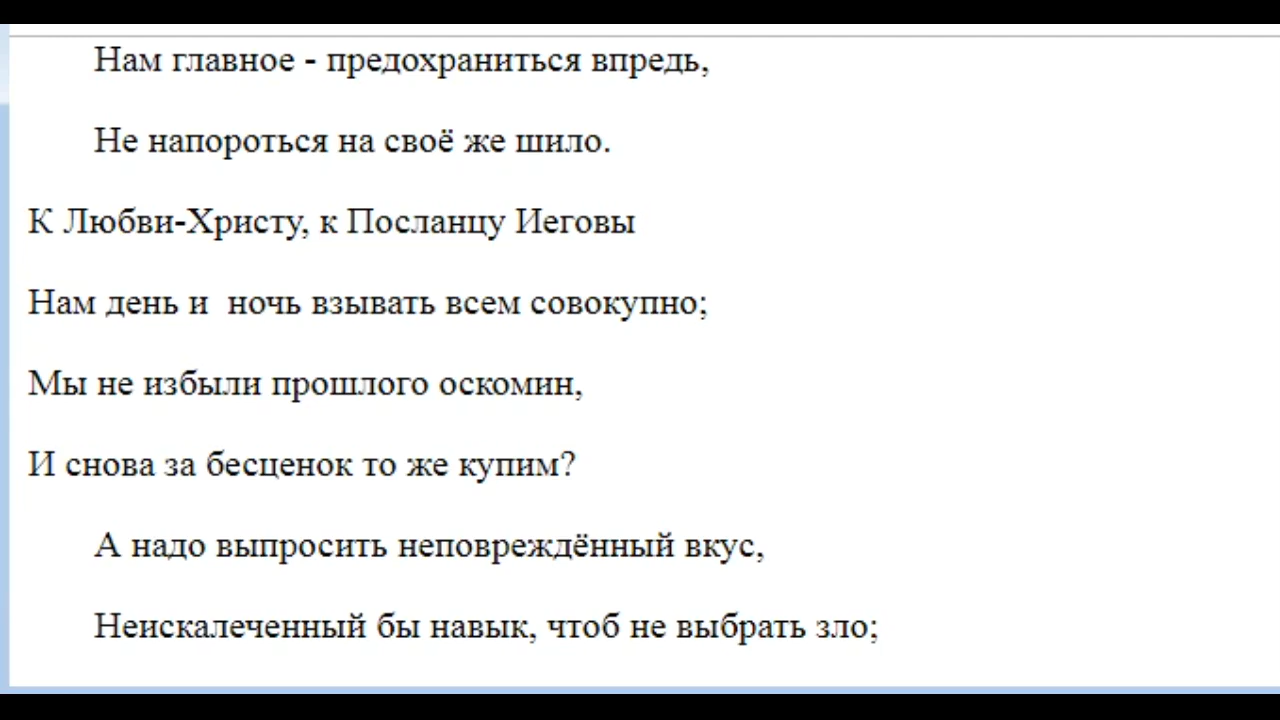 Нам главное - предохраниться впредь,
Не напороться на своё же шило.
К Любви-Христу, к Посланцу Иеговы
Нам день и  ночь взывать всем совокупно;
Мы не избыли прошлого оскомин,
И снова за бесценок то же купим?
А надо выпросить неповреждённый вкус,
Неискалеченный бы навык, чтоб не выбрать зло;